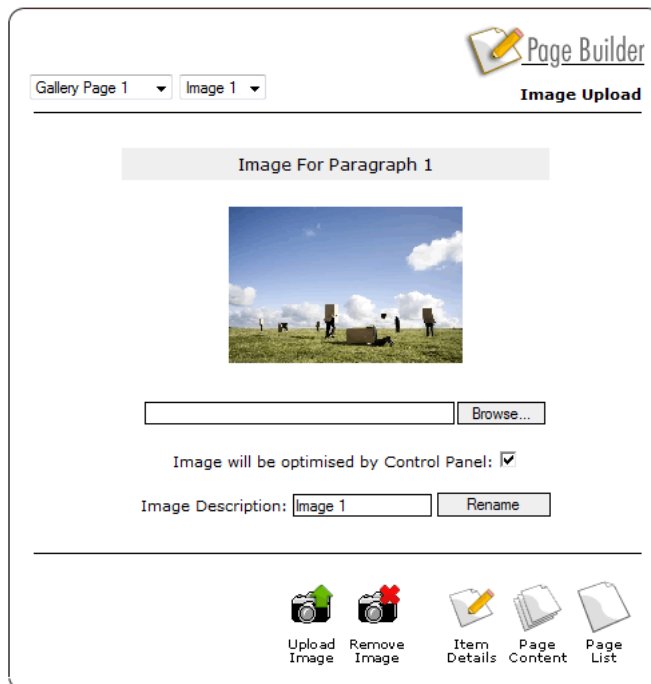 Page Builder
Gallery Page 1 Image 1
Image Upload
Image For Paragraph 1
Browse...
Image will be optimised by Control Panel:
Image Description: Image 1 Rename
Upload Image
Remove Image
Item Details
Page Content
Page List